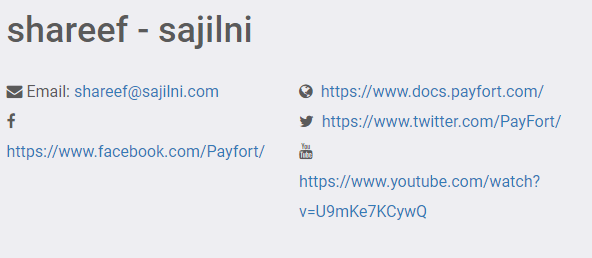 shareef - sajilni
Email: shareef@sajilni.com
https://www.facebook.com/Payfort/
https://www.docs.payfort.com/
https://www.twitter.com/PayFort/
You Tube
https://www.youtube.com/watch?
v=U9mKe7KCywQ